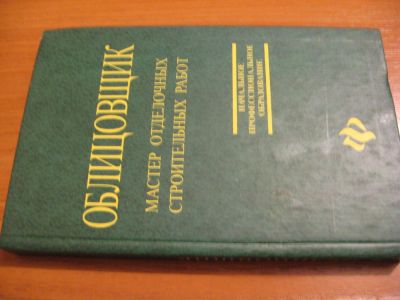 ОБЛИЦОВЩИК
МАСТЕР ОТДЕЛОЧНЫХ
СТРОИТЕЛЬНЫХ РАБОТ
НАЧАЛЬНОЕ
ПРОФЕССИОНАЛЬНОЕ
ОБРАЗОВАНИЕ